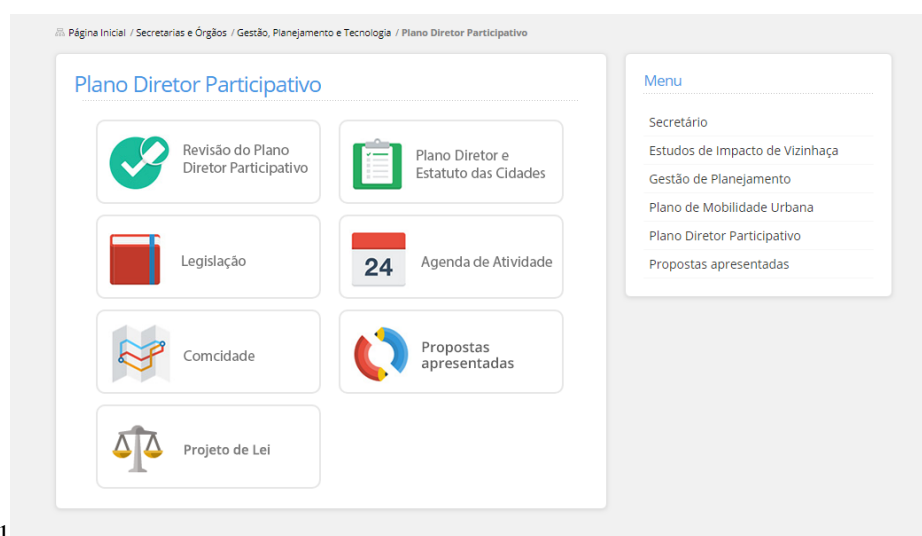 Página Inicial / Secretarias e Órgãos / Gestão, Planejamento e Tecnologia / Plano Diretor Participativo
Plano Diretor Participativo
Revisão do Plano
Diretor Participativo
Plano Diretor e
Estatuto das Cidades
Legislação
24
Agenda de Atividade
Comcidade
Propostas
apresentadas
Projeto de Lei
Menu
Secretário
Estudos de Impacto de Vizinhaça
Gestão de Planejamento
Plano de Mobilidade Urbana
Plano Diretor Participativo
Propostas apresentadas
1